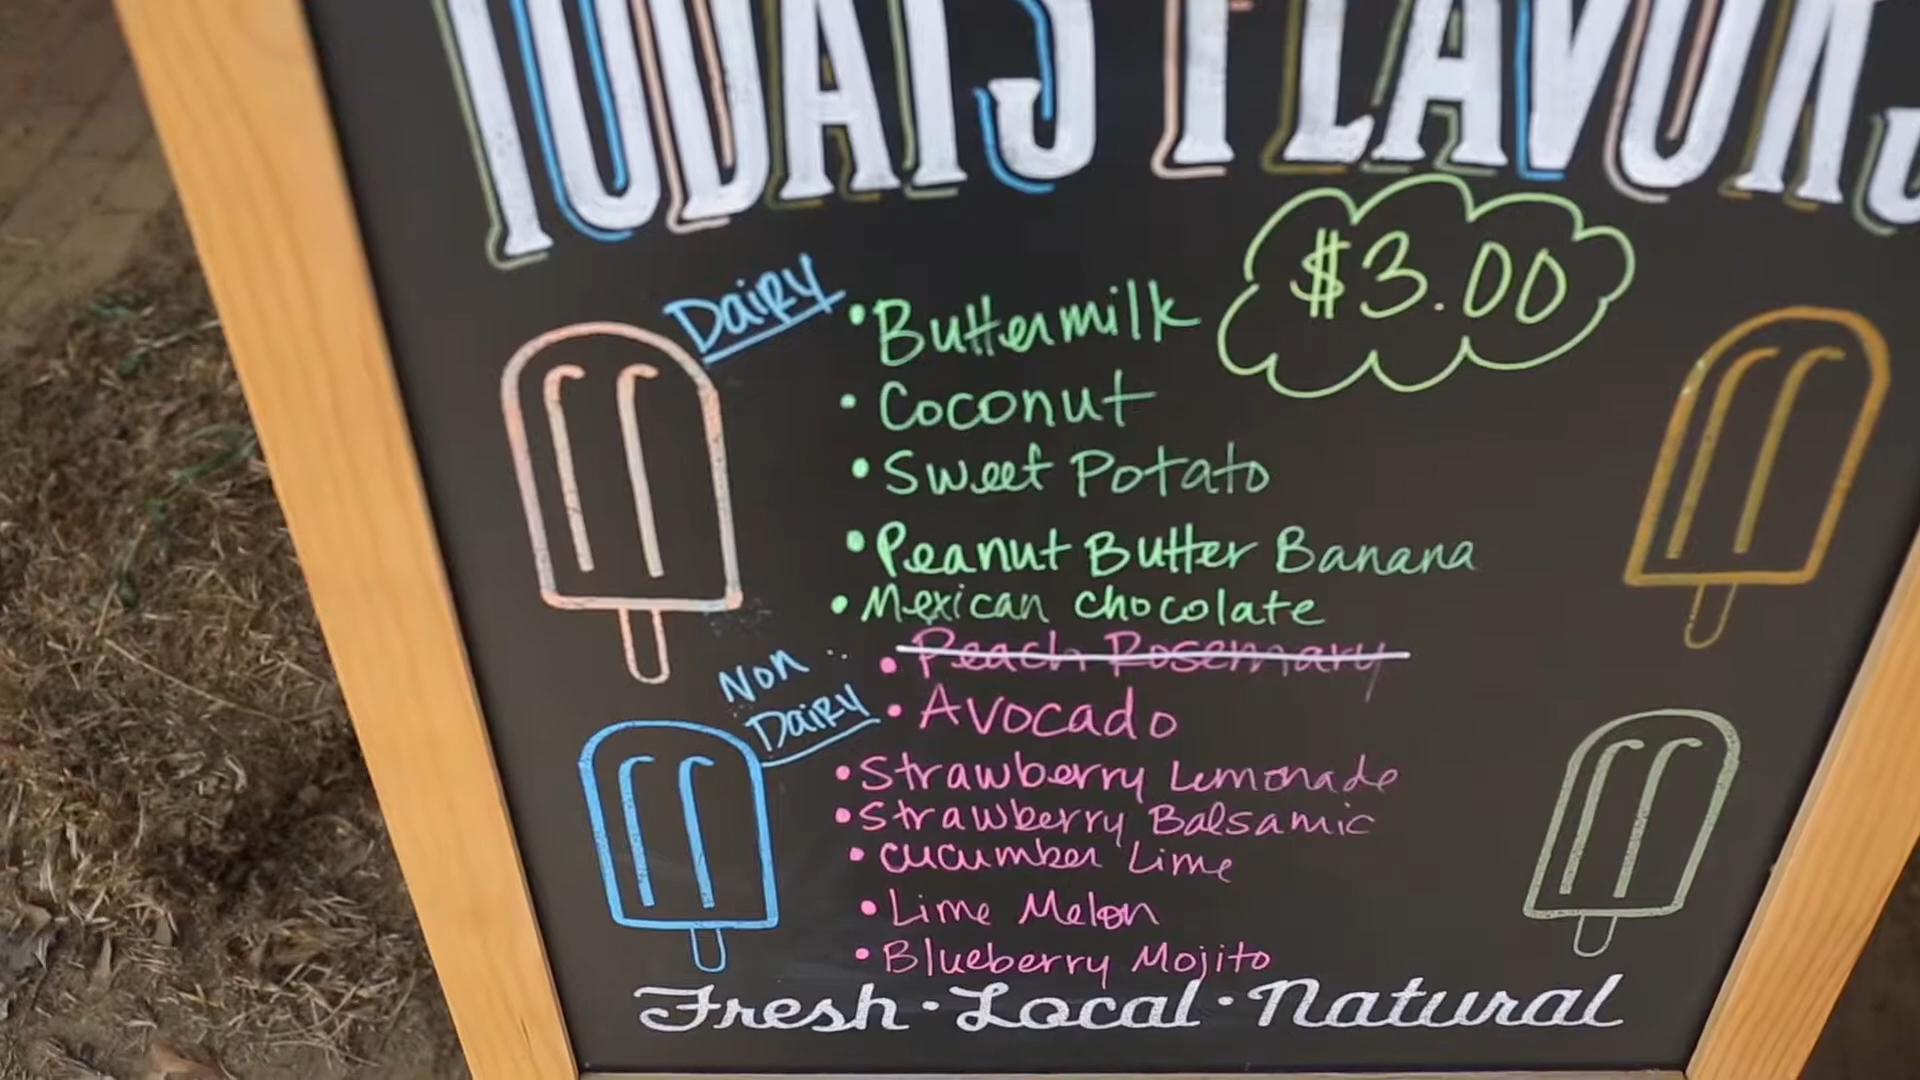 TODAY'S FLAVORS
$3.00
Dairy
• Buttermilk
• Coconut
• Sweet Potato
• Peanut Butter Banana
• Mexican chocolate
Non
Dairy
• Peach Rosemary
• Avocado
• Strawberry Lemonade
• Strawberry Balsamic
• cucumber Lime
• Lime Melon
• Blueberry Mojito
Fresh · Local · Natural